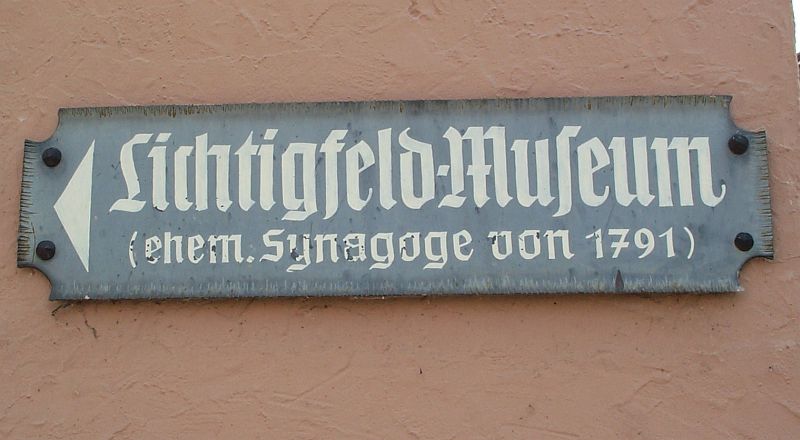 Lichtigfeld-Museum
(ehem. Synagoge von 1791)